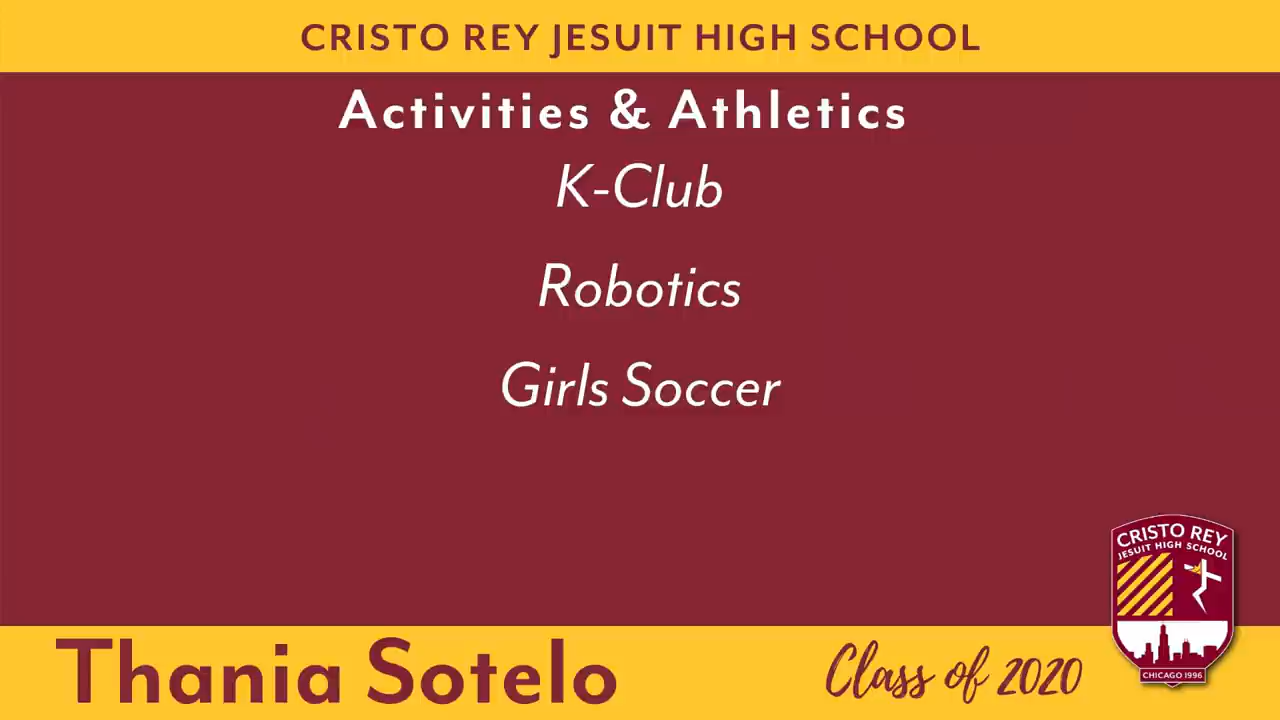 CRISTO REY JESUIT HIGH SCHOOL
Activities & Athletics
K-Club
Robotics
Girls Soccer
CRISTO REY
JESUIT HIGH SCHOOL
CHICAGO 1996
Thania Sotelo
Class of 2020